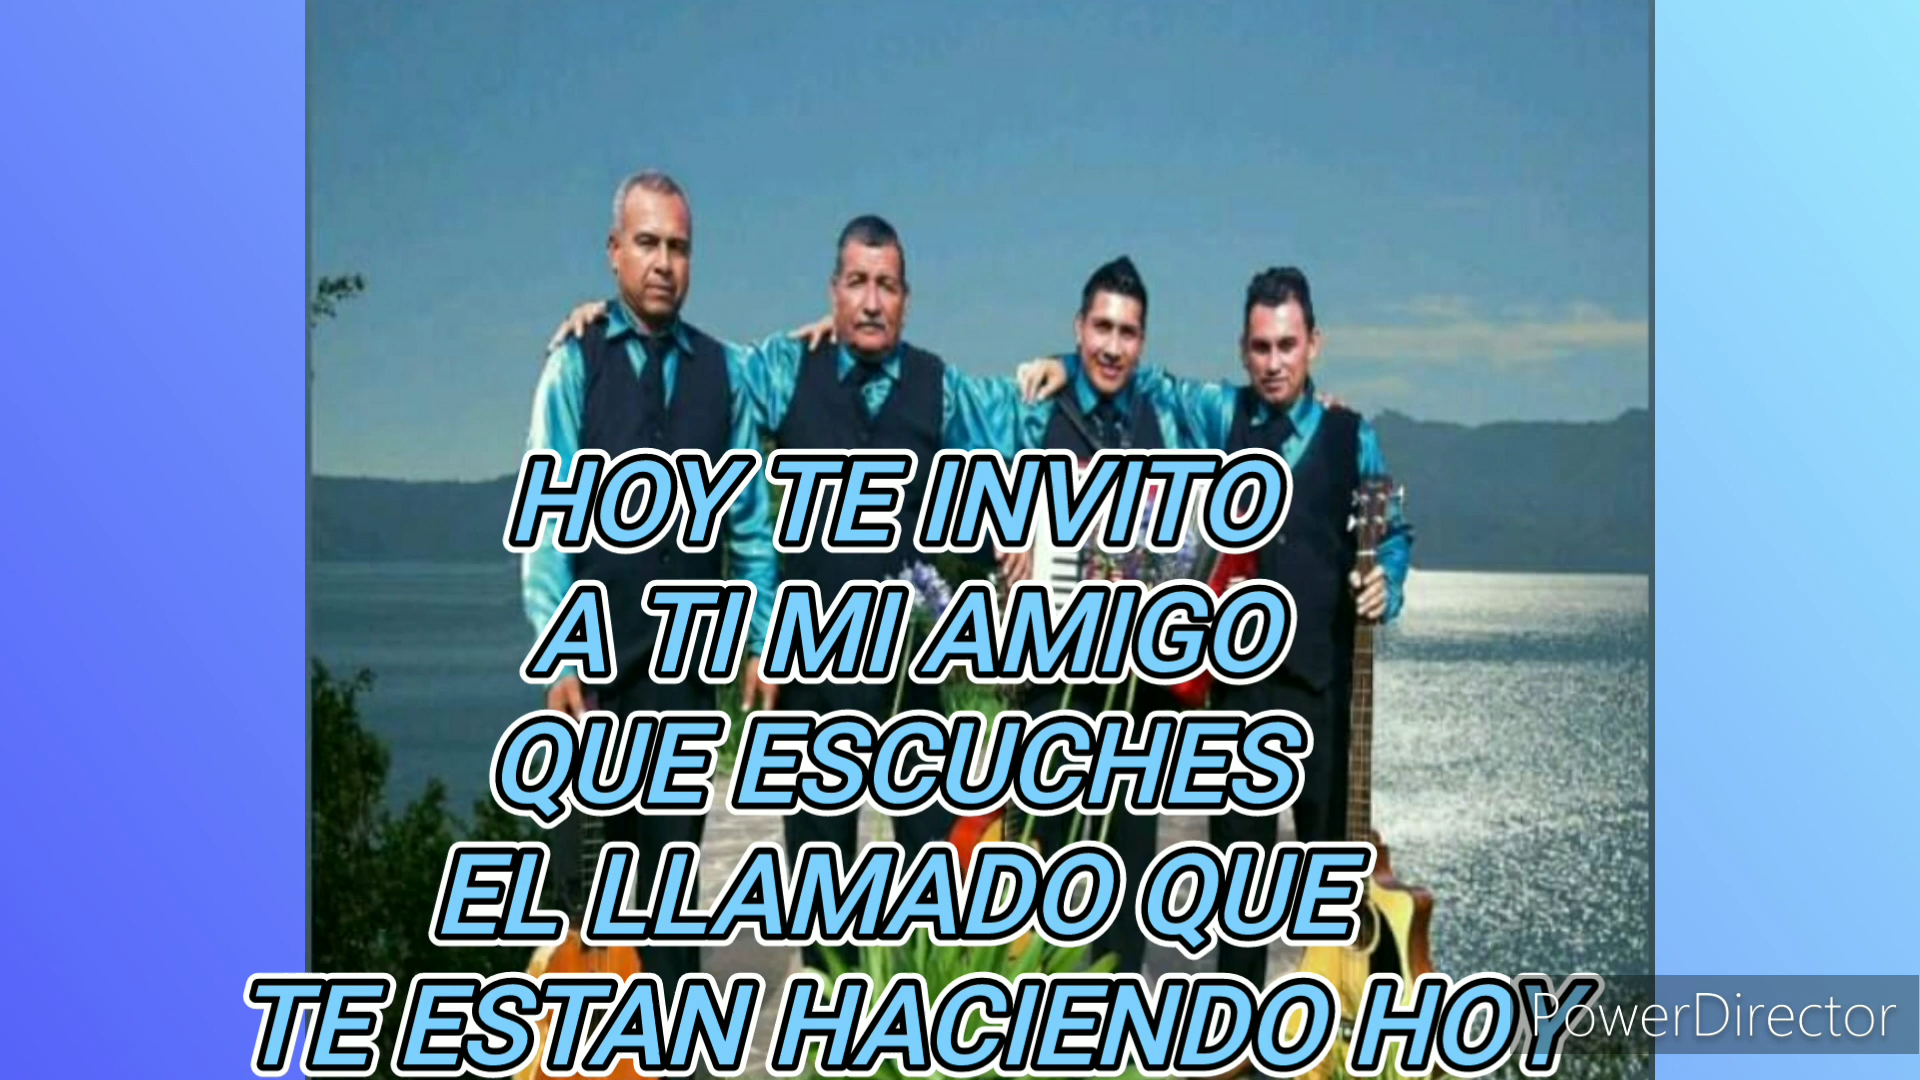 HOY TE INVITO
A TI MI AMIGO
QUE ESCUCHES
EL LLAMADO QUE
TE ESTAN HACIENDO HOY
PowerDirector